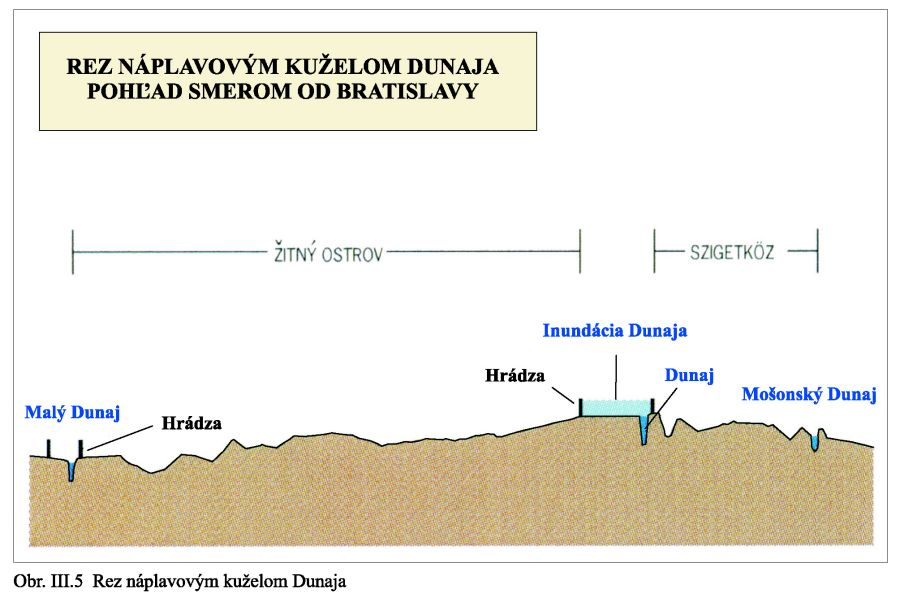 REZ NÁPLAVOVÝM KUŽELOM DUNAJA
POHĽAD SMEROM OD BRATISLAVY
ŽITNÝ OSTROV
SZIGETKÖZ
Inundácia Dunaja
Hrádza
Dunaj
Mošonský Dunaj
Malý Dunaj
Hrádza
Obr. III.5 Rez náplavovým kuželom Dunaja